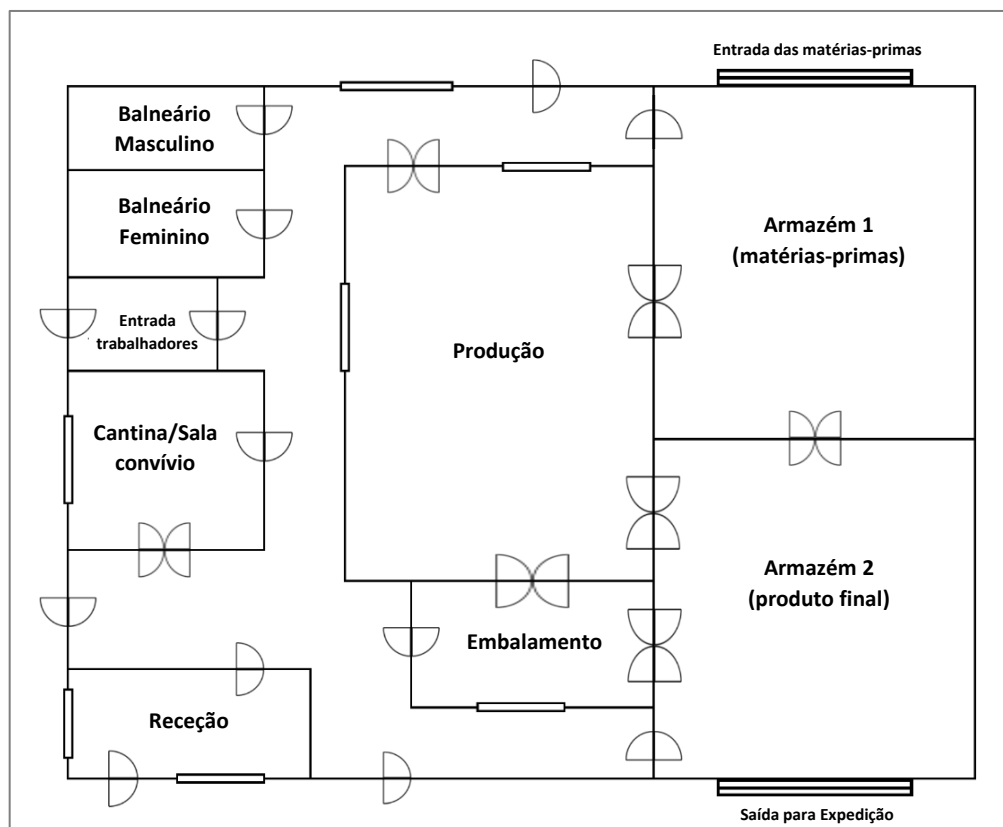 Entrada das matérias-primas
Balneário
Masculino
Balneário
Feminino
Armazém 1
(matérias-primas)
Entrada
trabalhadores
Produção
Cantina/Sala
convívio
Armazém 2
(produto final)
Embalamento
Receção
Saída para Expedição